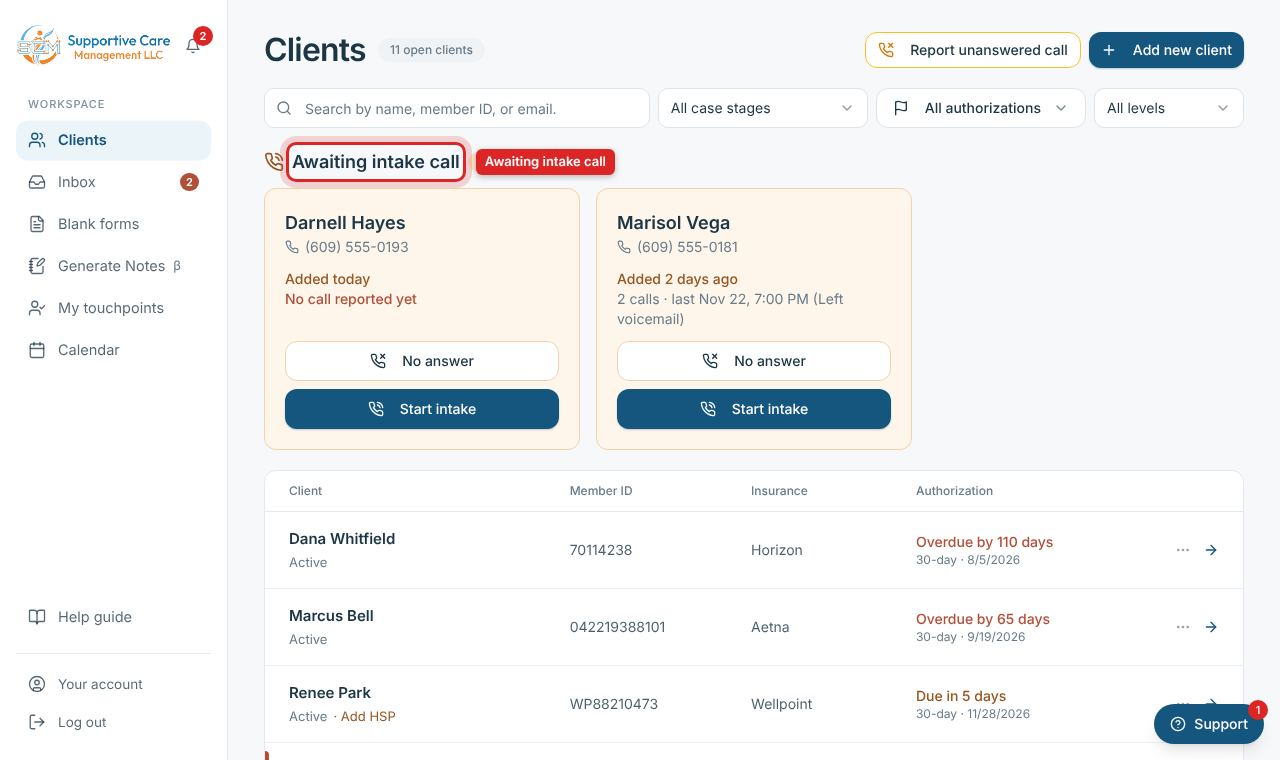 SCM
Supportive Care
Management LLC
2
WORKSPACE
Clients
Inbox
2
Blank forms
Generate Notes β
My touchpoints
Calendar
Help guide
Your account
Log out
Clients
11 open clients
Report unanswered call
Add new client
Search by name, member ID, or email.
All case stages
All authorizations
All levels
Awaiting intake call
Awaiting intake call
Darnell Hayes
(609) 555-0193
Added today
No call reported yet
No answer
Start intake
Marisol Vega
(609) 555-0181
Added 2 days ago
2 calls · last Nov 22, 7:00 PM (Left
voicemail)
No answer
Start intake
Client Member ID Insurance Authorization
Dana Whitfield
Active
70114238
Horizon
Overdue by 110 days
30-day · 8/5/2026
Marcus Bell
Active
042219388101
Aetna
Overdue by 65 days
30-day · 9/19/2026
Renee Park
Active · Add HSP
WP88210473
Wellpoint
Due in 5 days
30-day · 11/28/2026
Support
1